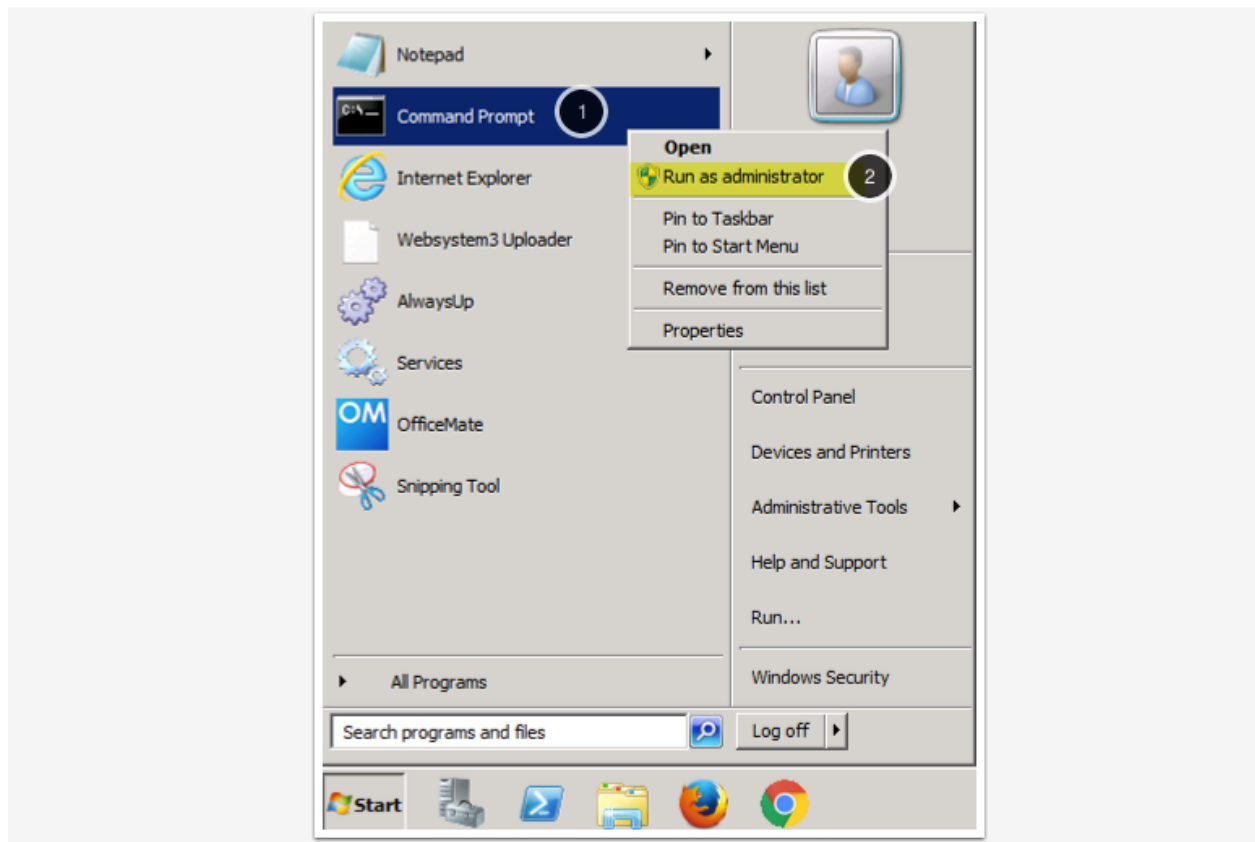 Notepad
C:\_
Command Prompt
1
Open
Run as administrator
2
Internet Explorer
Pin to Taskbar
Websystem3 Uploader
Pin to Start Menu
Remove from this list
AlwaysUp
Properties
Services
Control Panel
OM
OfficeMate
Devices and Printers
Snipping Tool
Administrative Tools
Help and Support
Run...
All Programs
Windows Security
Search programs and files
Log off
Start